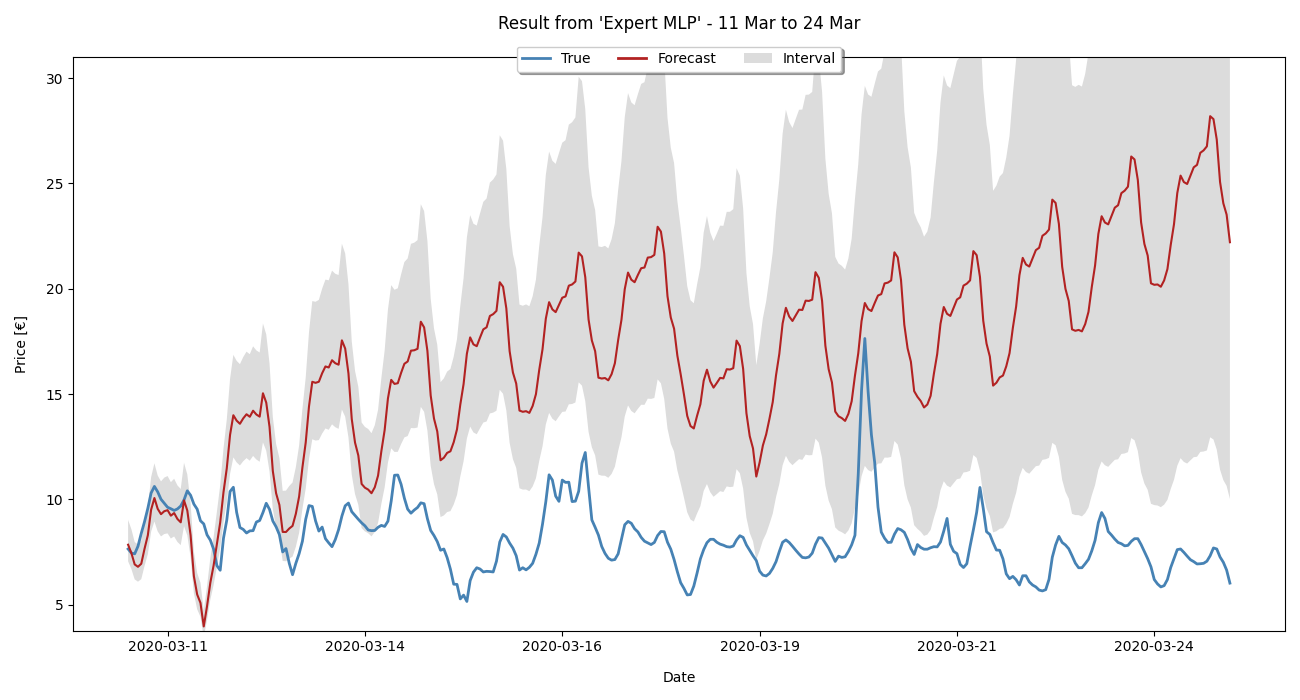 Result from 'Expert MLP' - 11 Mar to 24 Mar
True Forecast Interval
30
25
20
15
10
5
Price [€]
2020-03-11 2020-03-14 2020-03-16 2020-03-19 2020-03-21 2020-03-24
Date